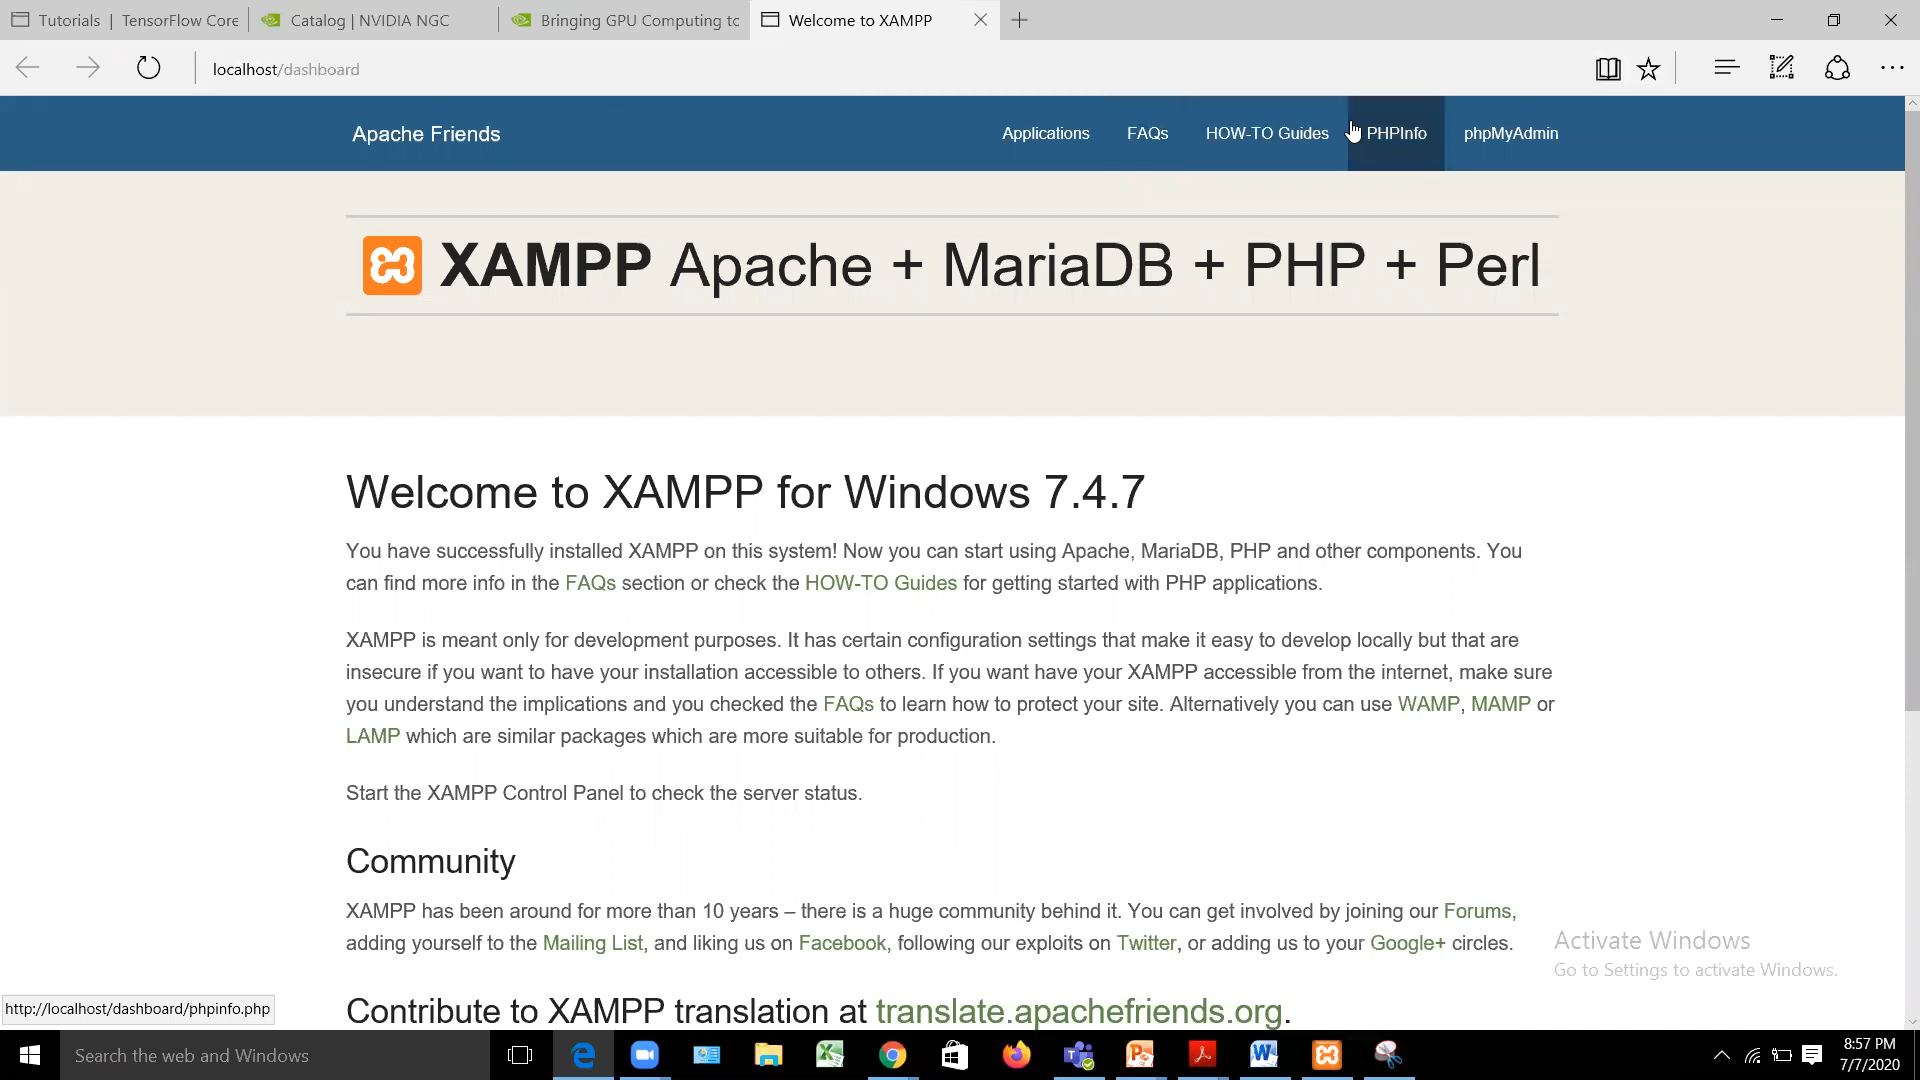 Tutorials | TensorFlow Core
Catalog | NVIDIA NGC
Bringing GPU Computing to
Welcome to XAMPP
localhost/dashboard
Apache Friends
Applications
FAQs
HOW-TO Guides
PHPInfo
phpMyAdmin
XAMPP Apache + MariaDB + PHP + Perl
Welcome to XAMPP for Windows 7.4.7
You have successfully installed XAMPP on this system! Now you can start using Apache, MariaDB, PHP and other components. You
can find more info in the FAQs section or check the HOW-TO Guides for getting started with PHP applications.
XAMPP is meant only for development purposes. It has certain configuration settings that make it easy to develop locally but that are
insecure if you want to have your installation accessible to others. If you want have your XAMPP accessible from the internet, make sure
you understand the implications and you checked the FAQs to learn how to protect your site. Alternatively you can use WAMP, MAMP or
LAMP which are similar packages which are more suitable for production.
Start the XAMPP Control Panel to check the server status.
Community
XAMPP has been around for more than 10 years – there is a huge community behind it. You can get involved by joining our Forums,
adding yourself to the Mailing List, and liking us on Facebook, following our exploits on Twitter, or adding us to your Google+ circles.
Activate Windows
Go to Settings to activate Windows.
Contribute to XAMPP translation at translate.apachefriends.org.
http://localhost/dashboard/phpinfo.php
Search the web and Windows
8:57 PM
7/7/2020